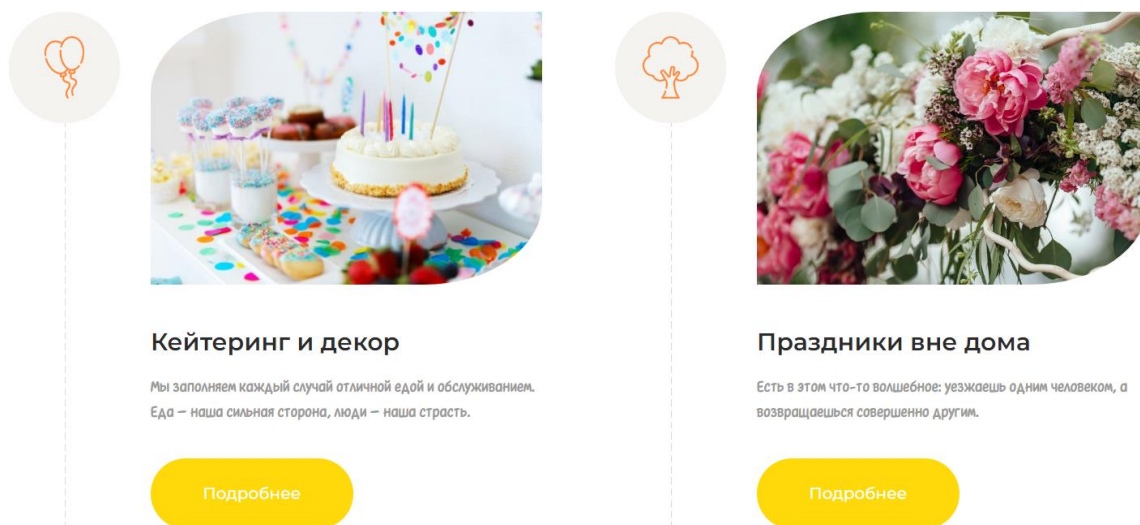 Кейтеринг и декор
Мы заполняем каждый случай отличной едой и обслуживанием.
Еда — наша сильная сторона, люди — наша страсть.
Подробнее
Праздники вне дома
Есть в этом что-то волшебное: уезжаешь одним человеком, а
возвращаешься совершенно другим.
Подробнее